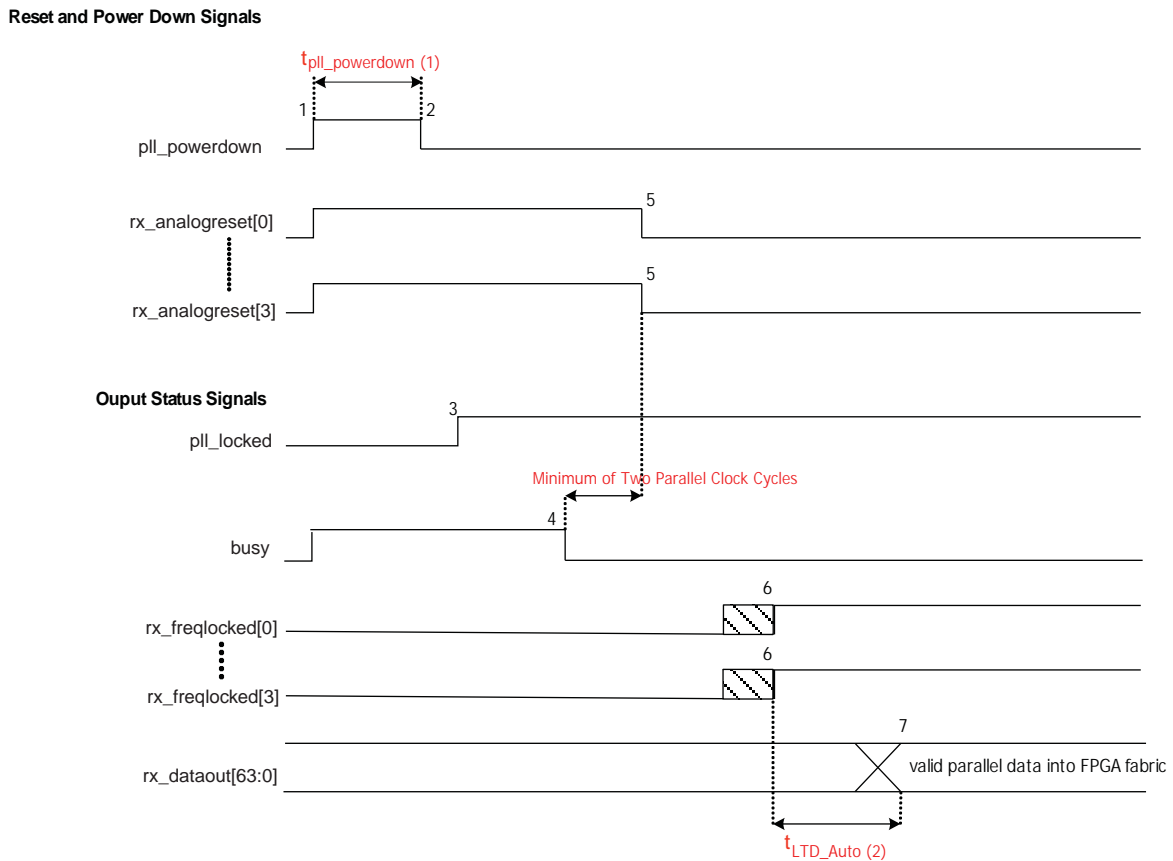 Reset and Power Down Signals
tpll_powerdown (1)
1
2
pll_powerdown
5
rx_analogreset[0]
5
rx_analogreset[3]
Ouput Status Signals
3
pll_locked
Minimum of Two Parallel Clock Cycles
4
busy
6
rx_freqlocked[0]
6
rx_freqlocked[3]
7
rx_dataout[63:0]
valid parallel data into FPGA fabric
tLTD_Auto (2)